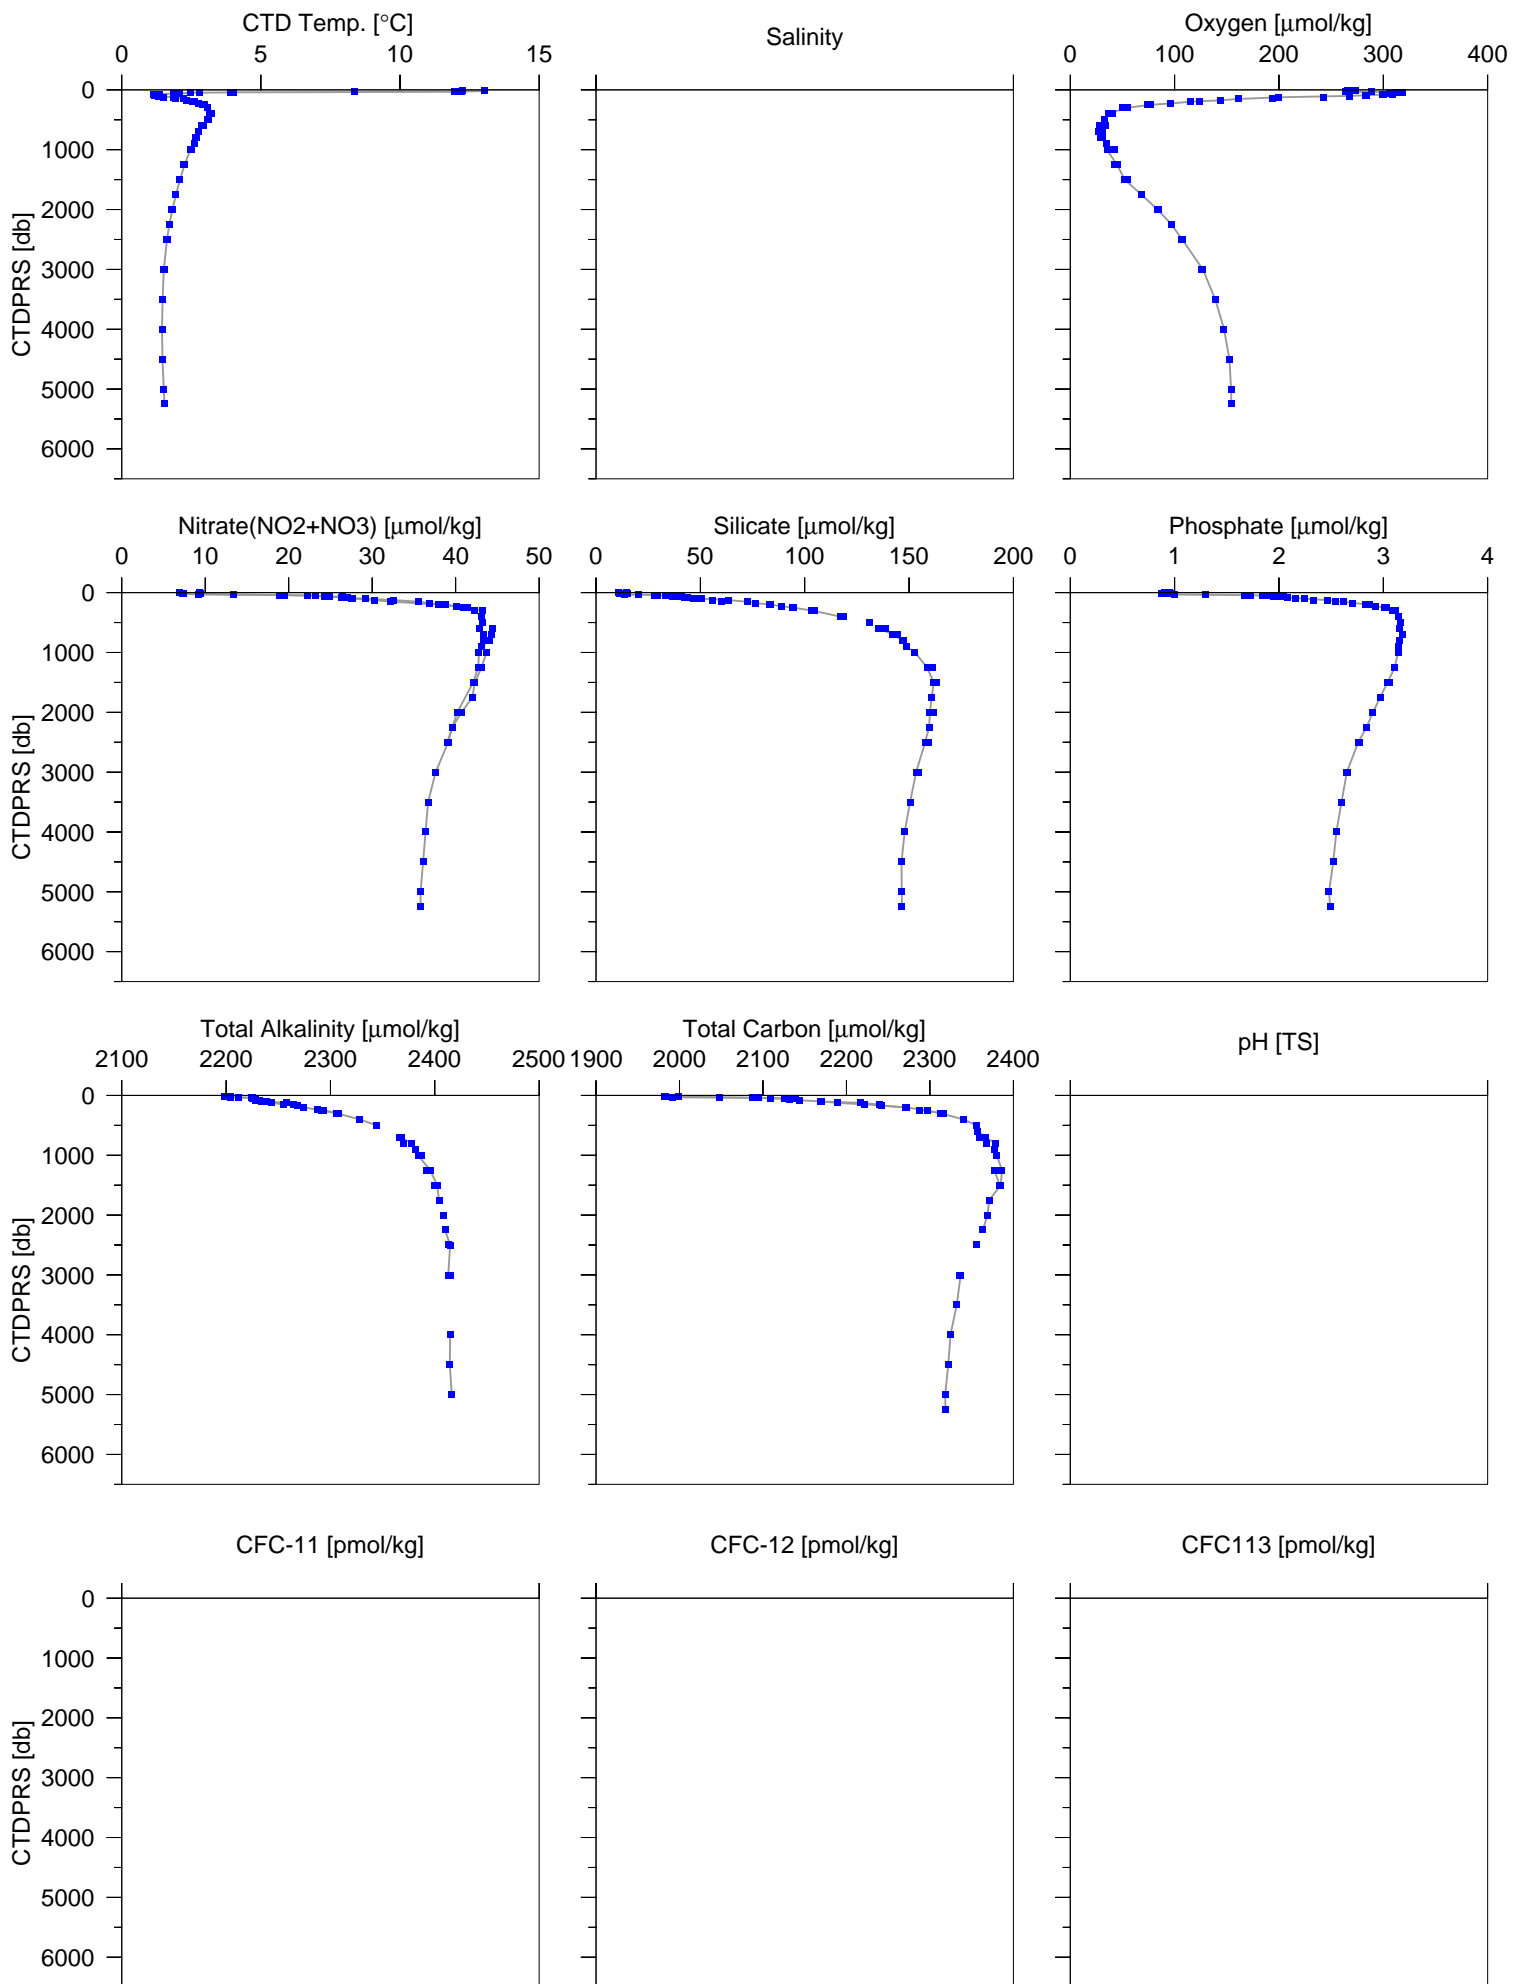 CTD Temp. [°C] Salinity Oxygen [μmol/kg]
0 5 10 15 0 100 200 300 400
0
1000
2000
3000
4000
5000
6000
CTDPRS [db]
Nitrate(NO2+NO3) [μmol/kg] Silicate [μmol/kg] Phosphate [μmol/kg]
0 10 20 30 40 50 0 50 100 150 200 0 1 2 3 4
0
1000
2000
3000
4000
5000
6000
CTDPRS [db]
Total Alkalinity [μmol/kg] Total Carbon [μmol/kg] pH [TS]
2100 2200 2300 2400 2500 1900 2000 2100 2200 2300 2400
0
1000
2000
3000
4000
5000
6000
CTDPRS [db]
CFC-11 [pmol/kg] CFC-12 [pmol/kg] CFC113 [pmol/kg]
0
1000
2000
3000
4000
5000
6000
CTDPRS [db]